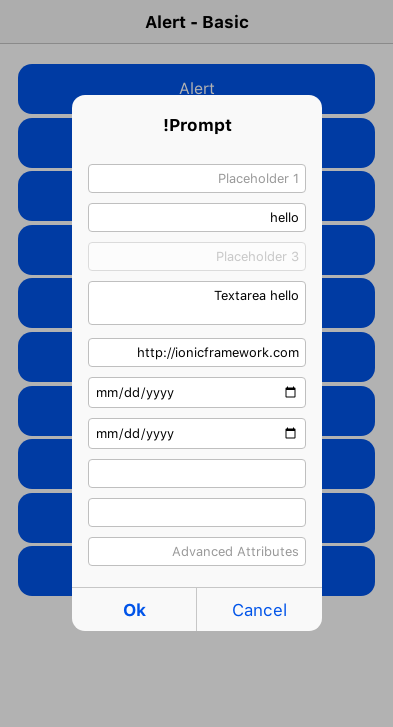 Alert - Basic
Alert
!Prompt
Placeholder 1
hello
Placeholder 3
Textarea hello
http://ionicframework.com
mm/dd/yyyy
mm/dd/yyyy
Advanced Attributes
Ok
Cancel